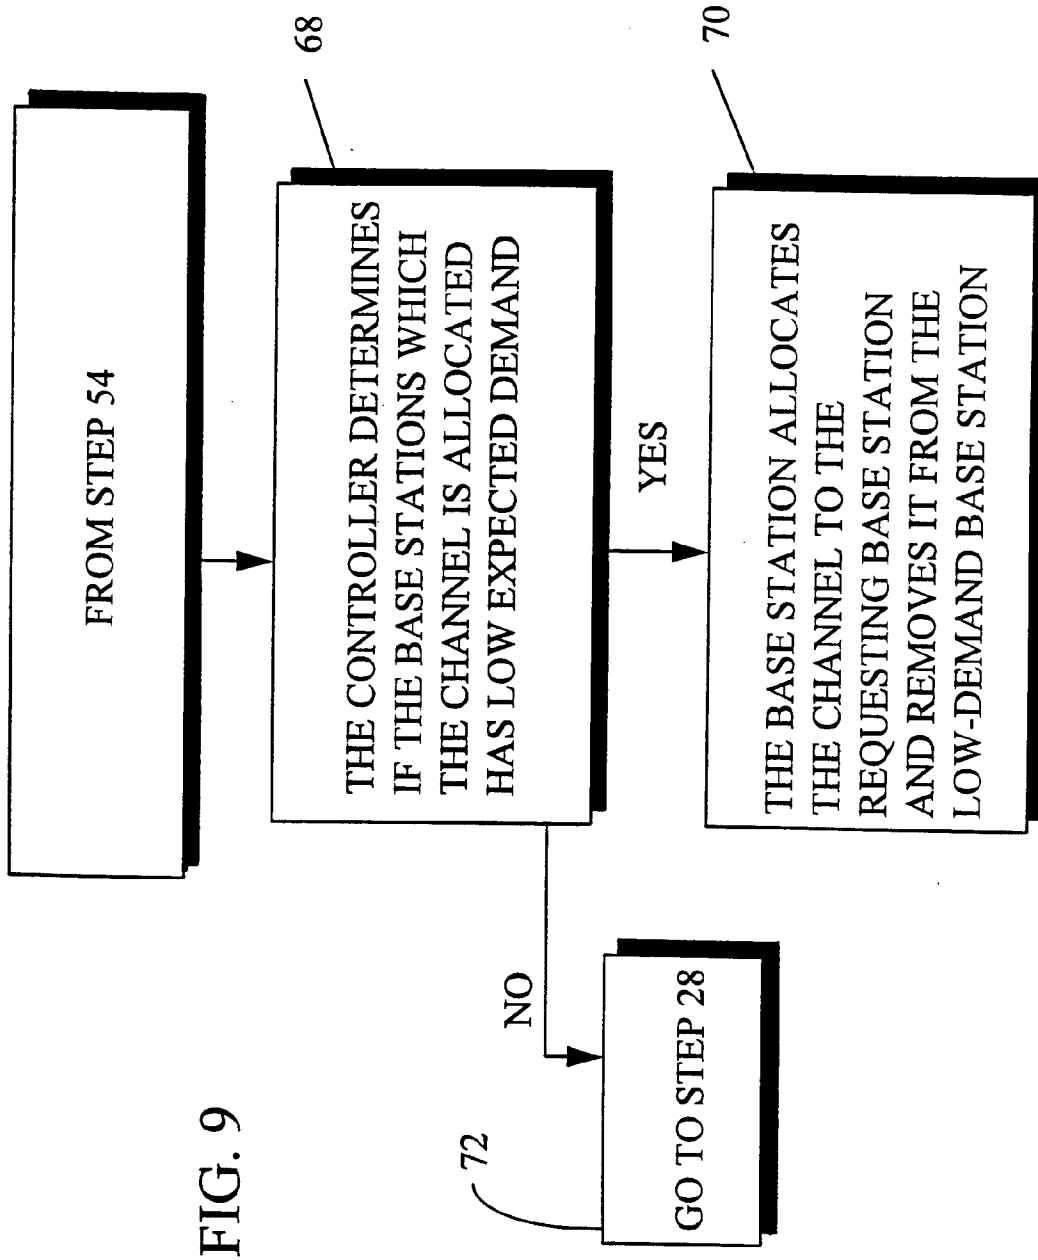 FROM STEP 54
68
THE CONTROLLER DETERMINES
IF THE BASE STATIONS WHICH
THE CHANNEL IS ALLOCATED
HAS LOW EXPECTED DEMAND
YES
70
THE BASE STATION ALLOCATES
THE CHANNEL TO THE
REQUESTING BASE STATION
AND REMOVES IT FROM THE
LOW-DEMAND BASE STATION
NO
72
GO TO STEP 28
FIG. 9